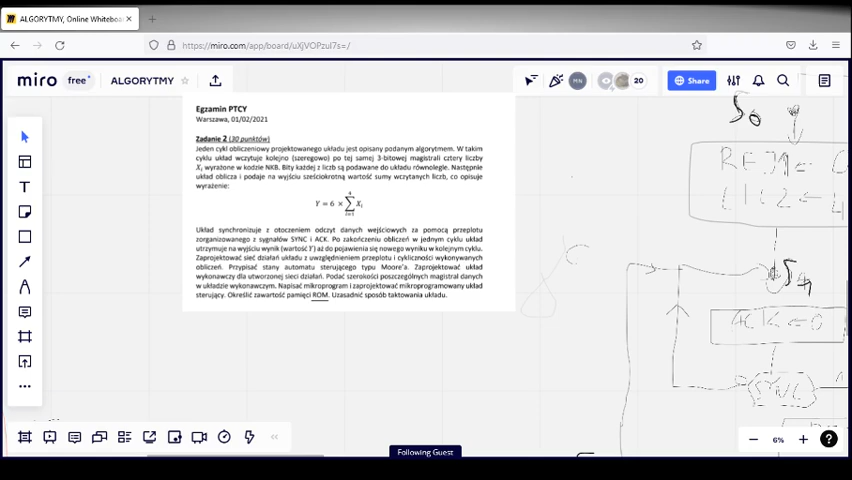 ALGORYTMY, Online Whiteboa
https://miro.com/app/board/uXjVOPzuI7s=/
miro free ALGORYTMY MN 20 Share
S0
Egzamin PTCY
Warszawa, 01/02/2021
Zadanie 2 (30 punktów)
Jeden cykl obliczeniowy projektowanego układu jest opisany podanym algorytmem. W takim
cyklu układ wczytuje kolejno (szeregowo) po tej samej 3-bitowej magistrali cztery liczby
Xi wyrażone w kodzie NKB. Bity każdej z liczb są podawane do układu równolegle. Następnie
układ oblicza i podaje na wyjściu sześciokrotną wartość sumy wczytanych liczb, co opisuje
wyrażenie:
Y = 6 × ∑ Xi
Układ synchronizuje z otoczeniem odczyt danych wejściowych za pomocą przeplotu
zorganizowanego z sygnałów SYNC i ACK. Po zakończeniu obliczeń w jednym cyklu układ
utrzymuje na wyjściu wynik (wartość Y) aż do pojawienia się nowego wyniku w kolejnym cyklu.
Zaprojektować sieć działań układu z uwzględnieniem przeplotu i cykliczności wykonywanych
obliczeń. Przypisać stany automatu sterującego typu Moore'a. Zaprojektować układ
wykonawczy dla utworzonej sieci działań. Podać szerokości poszczególnych magistral danych
w układzie wykonawczym. Napisać mikroprogram i zaprojektować mikroprogramowany układ
sterujący. Określić zawartość pamięci ROM. Uzasadnić sposób taktowania układu.
ACK ← 0
SYNC
6%
Following Guest